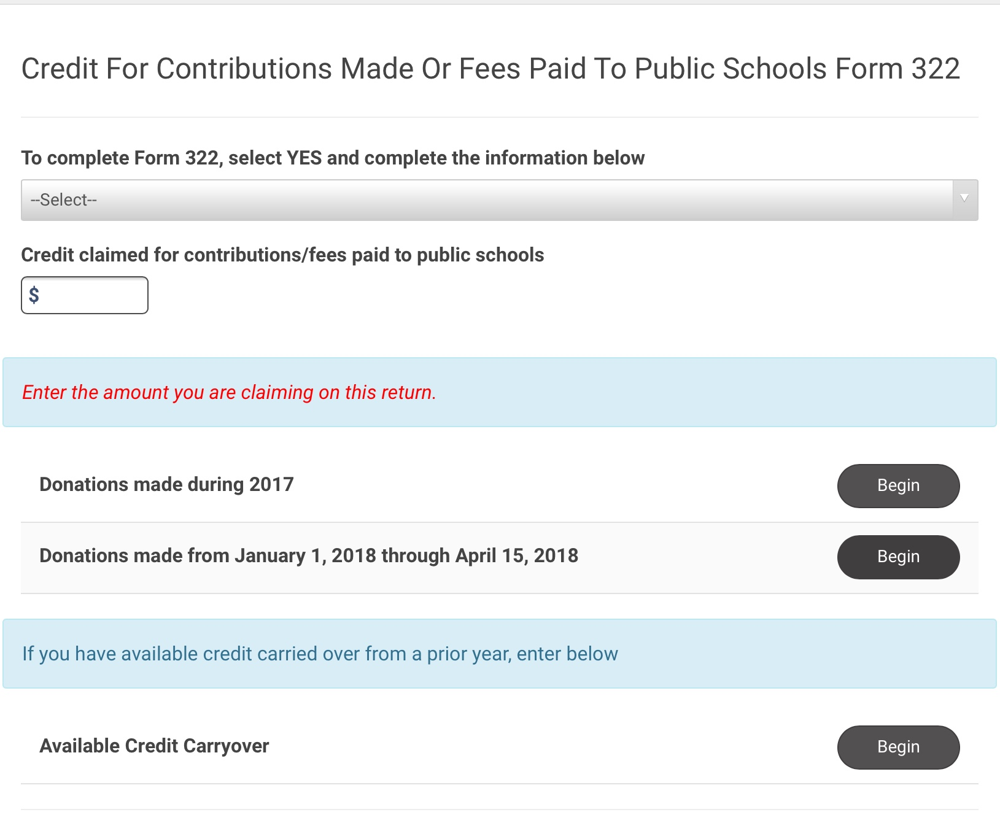 Credit For Contributions Made Or Fees Paid To Public Schools Form 322
To complete Form 322, select YES and complete the information below
--Select--
Credit claimed for contributions/fees paid to public schools
$
Enter the amount you are claiming on this return.
Donations made during 2017
Begin
Donations made from January 1, 2018 through April 15, 2018
Begin
If you have available credit carried over from a prior year, enter below
Available Credit Carryover
Begin